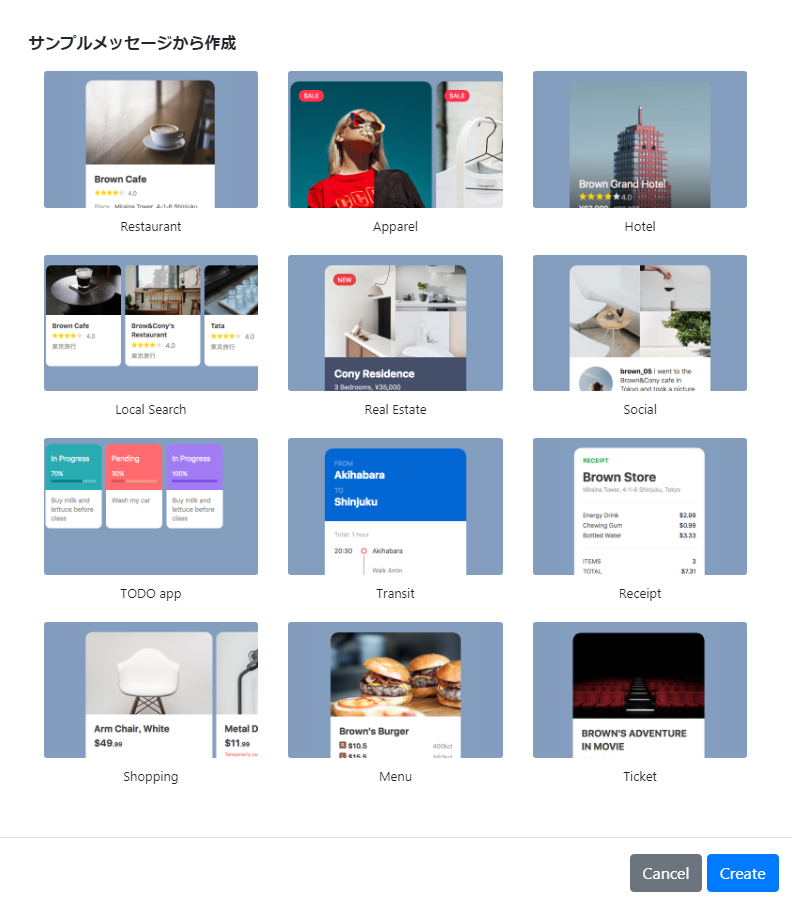 サンプルメッセージから作成
Brown Cafe
4.0
Place Miraina Tower, 4-1-6 Shinjuku,
Restaurant
SALE
SALE
Apparel
Brown Grand Hotel
4.0
Hotel
Brown Cafe
4.0
東京旅行
Brow&Cony's
Restaurant
4.0
東京旅行
Tata
4.0
東京旅行
Local Search
NEW
Cony Residence
3 Bedrooms, ¥35,000
Real Estate
brown_05 I went to the
Brown&Cony cafe in
Tokyo and took a picture
Social
In Progress
70%
Buy milk and
lettuce before
class
Pending
30%
Wash my car
In Progress
100%
Buy milk and
lettuce before
class
TODO app
FROM
Akihabara
TO
Shinjuku
Total: 1 hour
20:30 Akihabara
Walk 4min
Transit
RECEIPT
Brown Store
Miraina Tower, 4-1-6 Shinjuku, Tokyo
Energy Drink $2.99
Chewing Gum $0.99
Bottled Water $3.33
ITEMS 3
TOTAL $7.31
Receipt
Arm Chair, White
$49.99
Metal D
$11.99
Shopping
Brown's Burger
$10.5 400kcl
$15.5 550kcl
Menu
BROWN'S ADVENTURE
IN MOVIE
Ticket
Cancel Create